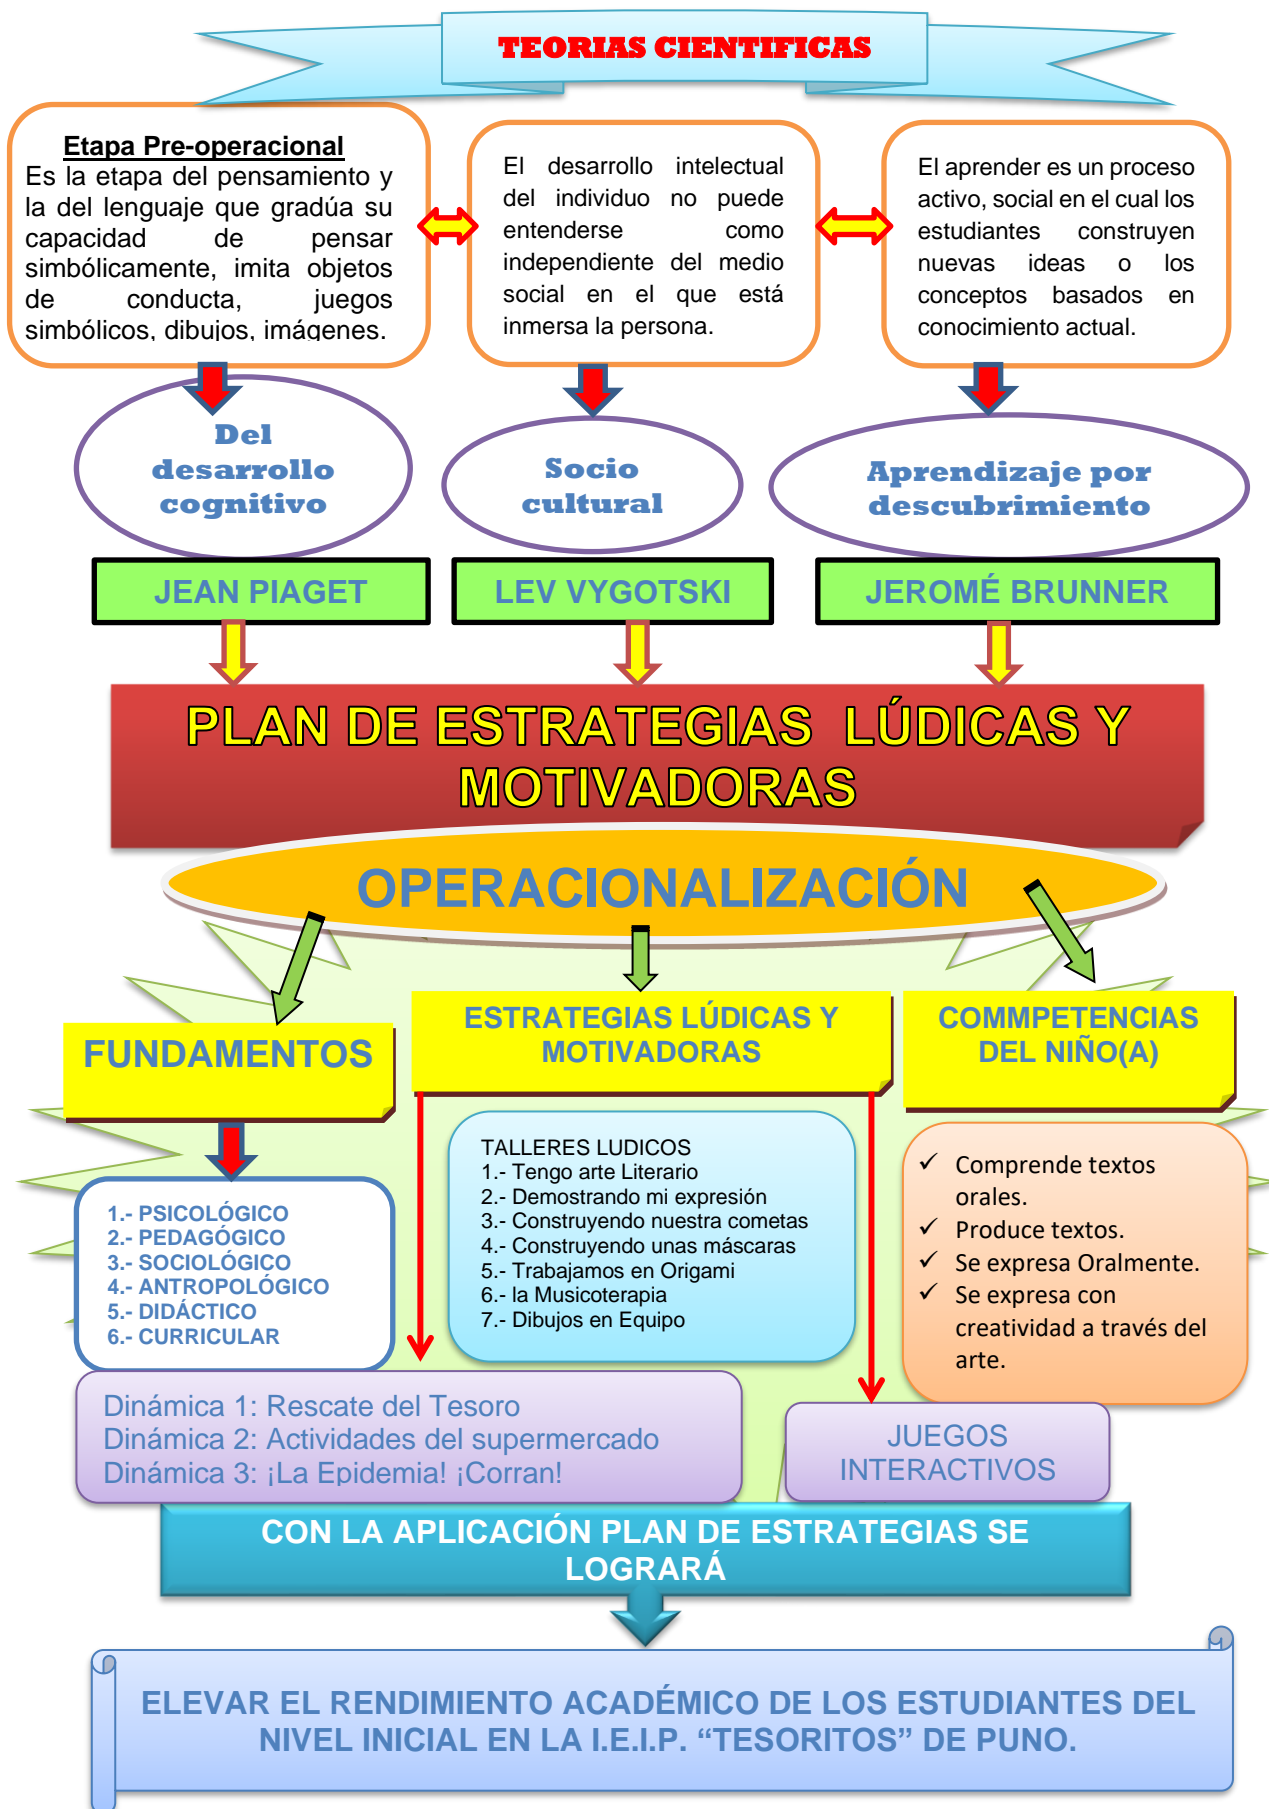 TEORIAS CIENTIFICAS
Etapa Pre-operacional
Es la etapa del pensamiento y
la del lenguaje que gradúa su
capacidad de pensar
simbólicamente, imita objetos
de conducta, juegos
simbólicos, dibujos, imágenes.
El desarrollo intelectual
del individuo no puede
entenderse como
independiente del medio
social en el que está
inmersa la persona.
El aprender es un proceso
activo, social en el cual los
estudiantes construyen
nuevas ideas o los
conceptos basados en
conocimiento actual.
Del
desarrollo
cognitivo
Socio
cultural
Aprendizaje por
descubrimiento
JEAN PIAGET
LEV VYGOTSKI
JEROMÉ BRUNNER
PLAN DE ESTRATEGIAS LÚDICAS Y
MOTIVADORAS
OPERACIONALIZACIÓN
FUNDAMENTOS
ESTRATEGIAS LÚDICAS Y
MOTIVADORAS
COMMPETENCIAS
DEL NIÑO(A)
1.- PSICOLÓGICO
2.- PEDAGÓGICO
3.- SOCIOLÓGICO
4.- ANTROPOLÓGICO
5.- DIDÁCTICO
6.- CURRICULAR
TALLERES LUDICOS
1.- Tengo arte Literario
2.- Demostrando mi expresión
3.- Construyendo nuestra cometas
4.- Construyendo unas máscaras
5.- Trabajamos en Origami
6.- la Musicoterapia
7.- Dibujos en Equipo
✓ Comprende textos
orales.
✓ Produce textos.
✓ Se expresa Oralmente.
✓ Se expresa con
creatividad a través del
arte.
Dinámica 1: Rescate del Tesoro
Dinámica 2: Actividades del supermercado
Dinámica 3: ¡La Epidemia! ¡Corran!
JUEGOS
INTERACTIVOS
CON LA APLICACIÓN PLAN DE ESTRATEGIAS SE
LOGRARÁ
ELEVAR EL RENDIMIENTO ACADÉMICO DE LOS ESTUDIANTES DEL
NIVEL INICIAL EN LA I.E.I.P. “TESORITOS” DE PUNO.